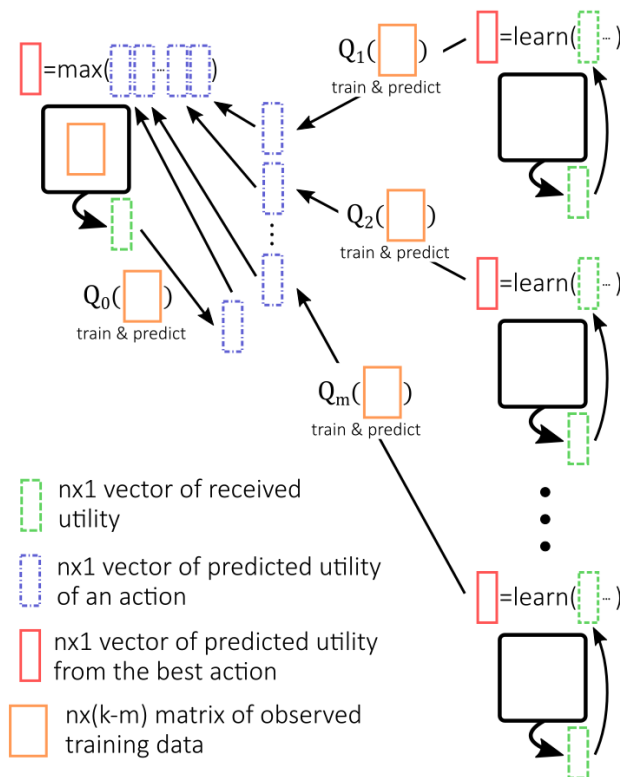 =max( ... )
Q1( )
train & predict
=learn( ...)
Q2( )
train & predict
=learn( ...)
Q0( )
train & predict
Qm( )
train & predict
=learn( ...)
nx1 vector of received
utility
nx1 vector of predicted utility
of an action
nx1 vector of predicted utility
from the best action
nx(k-m) matrix of observed
training data